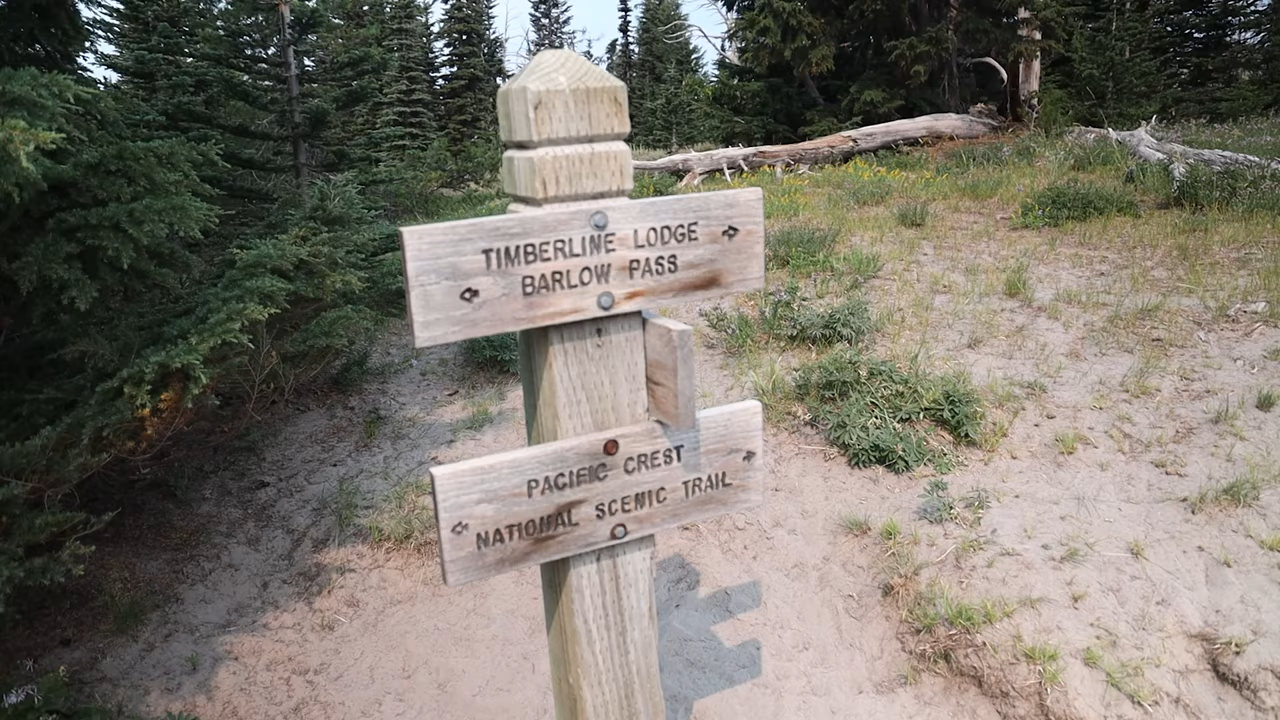 TIMBERLINE LODGE
BARLOW PASS
PACIFIC CREST
NATIONAL SCENIC TRAIL